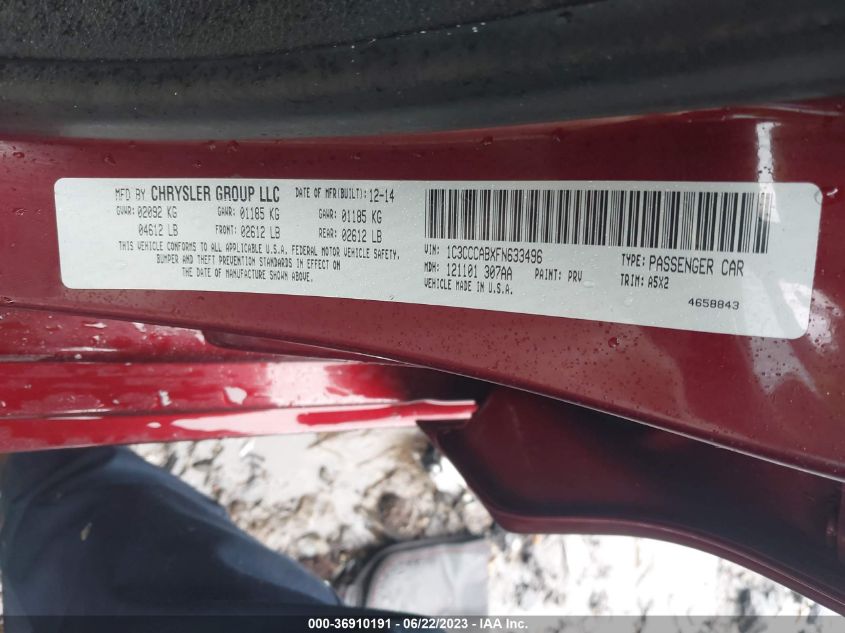 MFD BY CHRYSLER GROUP LLC DATE OF MFR(BUILT):12-14
GVWR:02092 KG GAWR:01185 KG GAWR:01185 KG
04612 LB FRONT: 02612 LB REAR: 02612 LB
THIS VEHICLE CONFORMS TO ALL APPLICABLE U.S.A. FEDERAL MOTOR VEHICLE SAFETY,
BUMPER AND THEFT PREVENTION STANDARDS IN EFFECT ON
THE DATE OF MANUFACTURE SHOWN ABOVE.
VIN: 1C3CCCABXFN633496 TYPE: PASSENGER CAR
MDH: 121101 307AA PAINT: PRV TRIM: A5X2
VEHICLE MADE IN U.S.A.
4658843
000-36910191 - 06/22/2023 - IAA Inc.